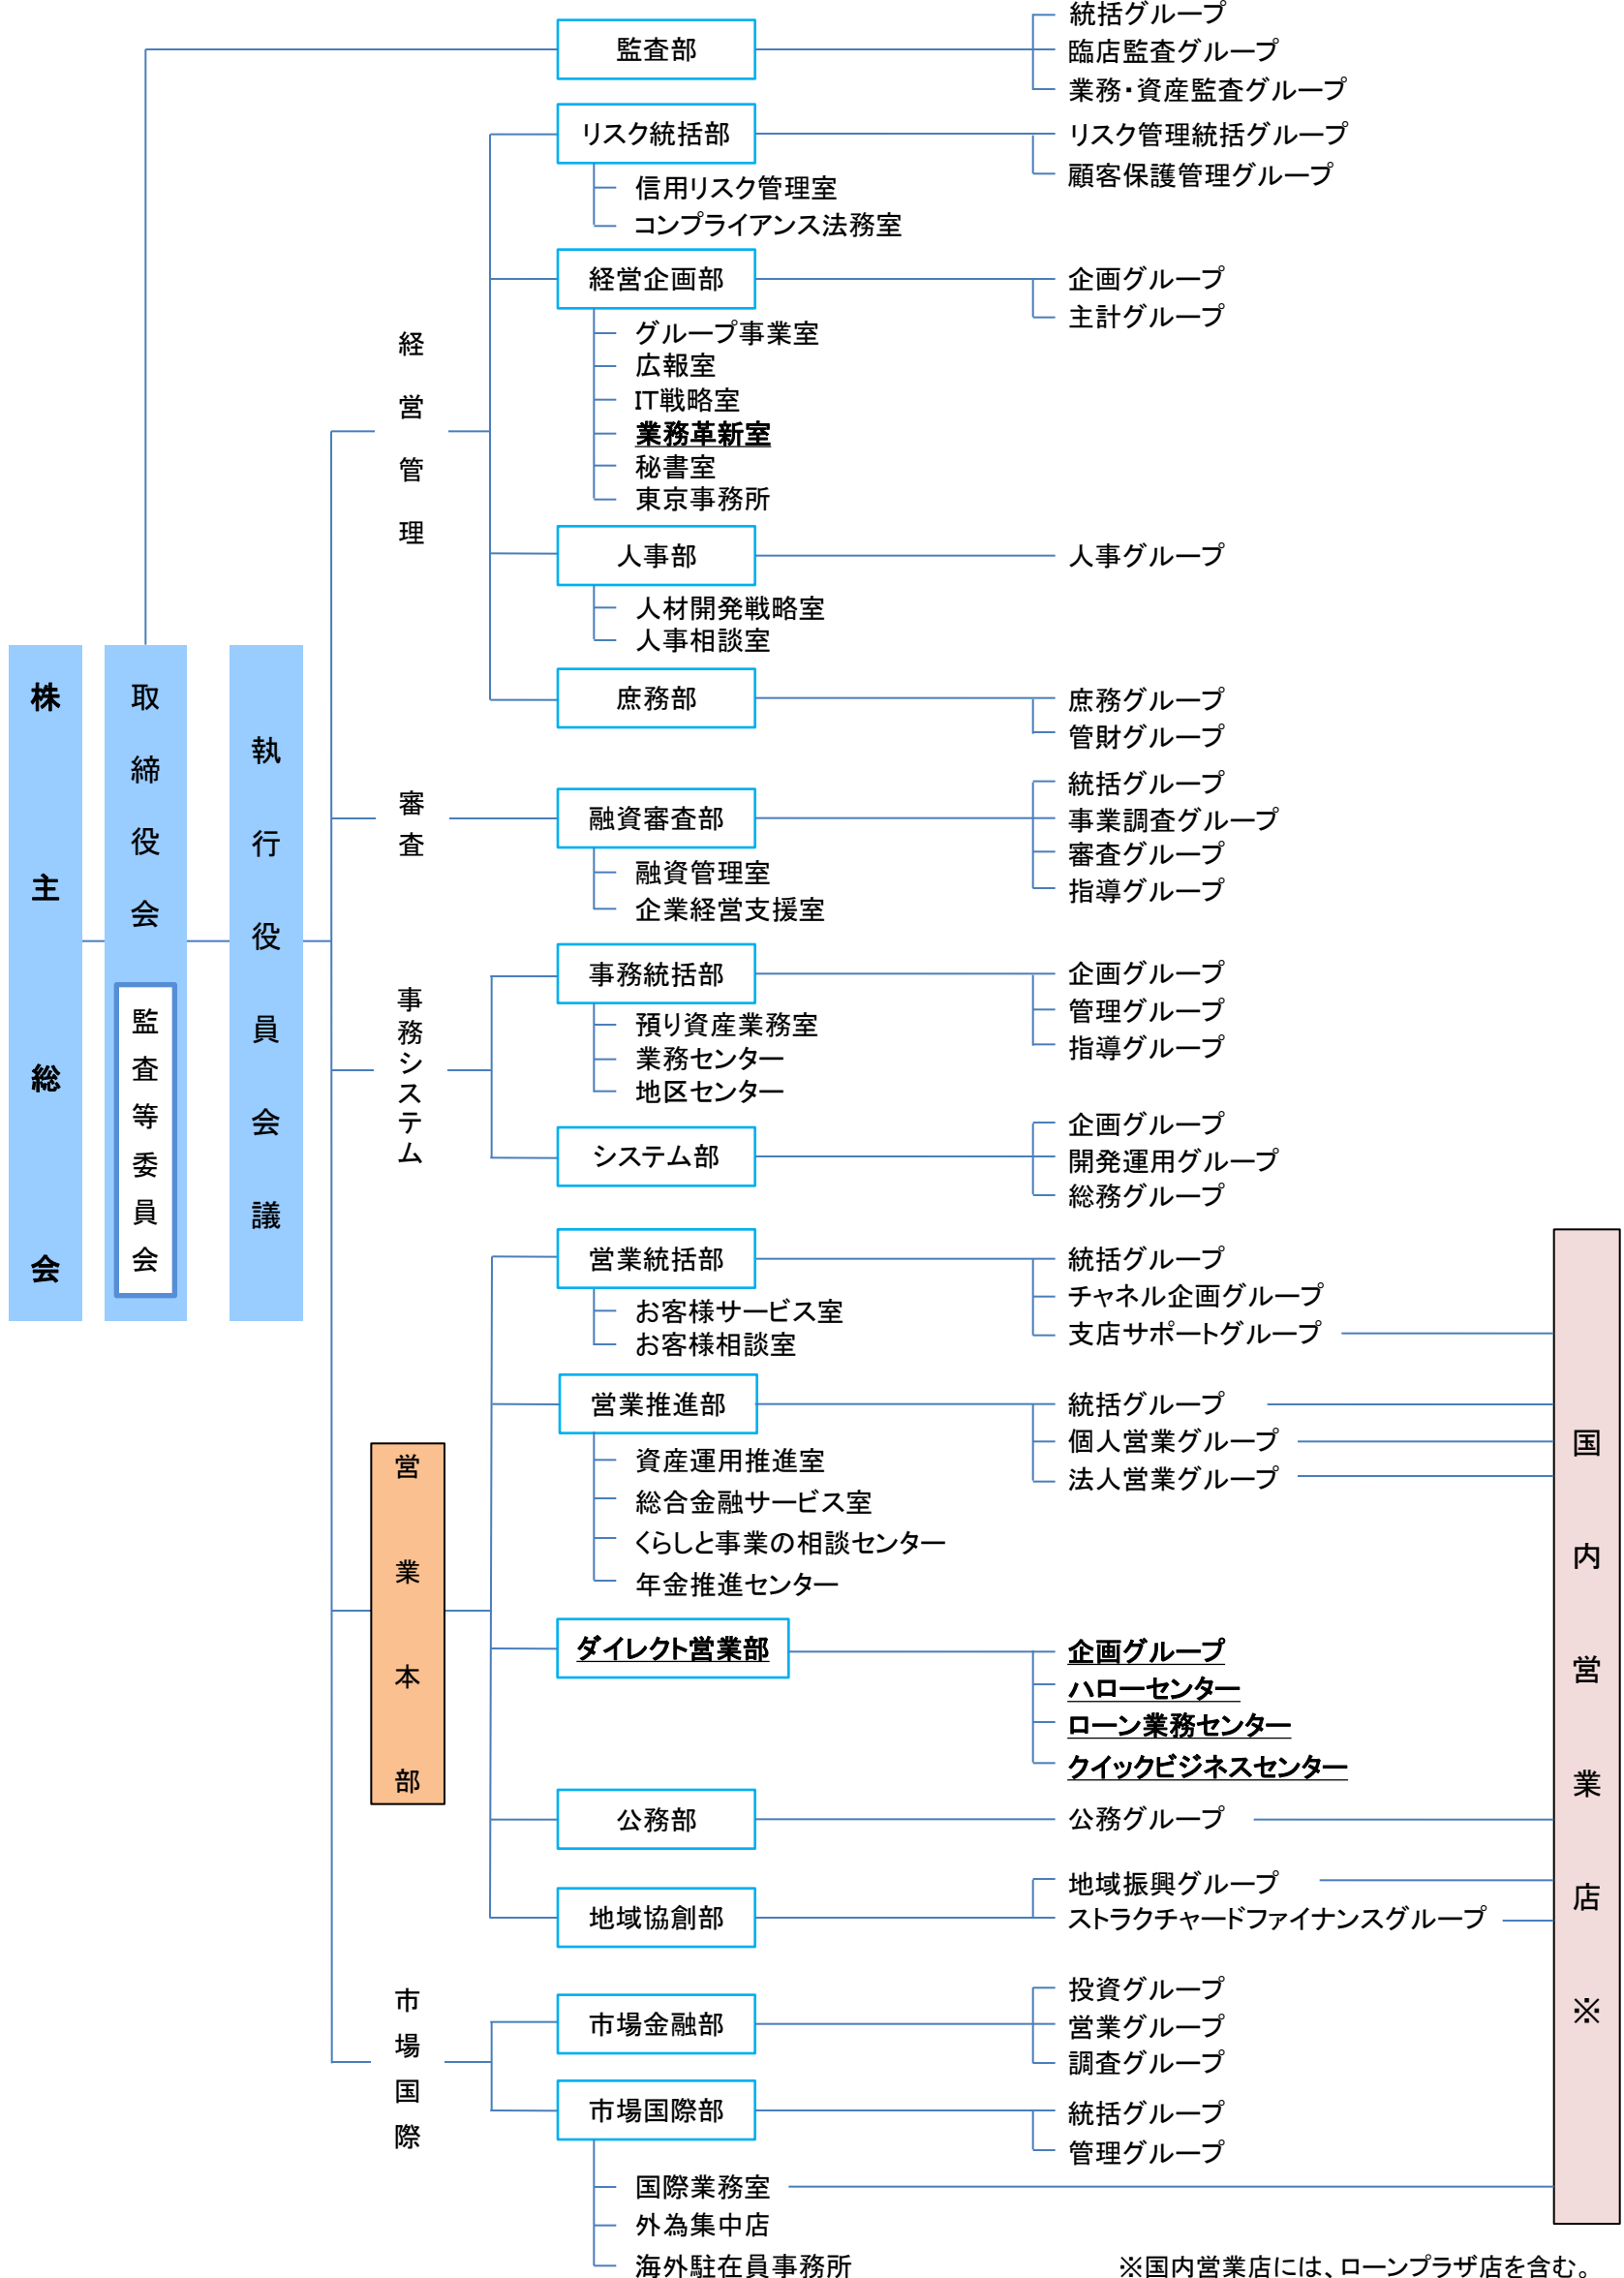 株主総会
取締役会
監査等委員会
執行役員会議
監査部
統括グループ
臨店監査グループ
業務・資産監査グループ
経営管理
リスク統括部
リスク管理統括グループ
顧客保護管理グループ
信用リスク管理室
コンプライアンス法務室
経営企画部
企画グループ
主計グループ
グループ事業室
広報室
IT戦略室
業務革新室
秘書室
東京事務所
人事部
人事グループ
人材開発戦略室
人事相談室
庶務部
庶務グループ
管財グループ
審査
融資審査部
統括グループ
事業調査グループ
審査グループ
指導グループ
融資管理室
企業経営支援室
事務システム
事務統括部
企画グループ
管理グループ
指導グループ
預り資産業務室
業務センター
地区センター
システム部
企画グループ
開発運用グループ
総務グループ
営業本部
営業統括部
統括グループ
チャネル企画グループ
支店サポートグループ
お客様サービス室
お客様相談室
営業推進部
統括グループ
個人営業グループ
法人営業グループ
資産運用推進室
総合金融サービス室
くらしと事業の相談センター
年金推進センター
ダイレクト営業部
企画グループ
ハローセンター
ローン業務センター
クイックビジネスセンター
公務部
公務グループ
地域協創部
地域振興グループ
ストラクチャードファイナンスグループ
市場国際
市場金融部
投資グループ
営業グループ
調査グループ
市場国際部
統括グループ
管理グループ
国際業務室
外為集中店
海外駐在員事務所
国内営業店※
※国内営業店には、ローンプラザ店を含む。